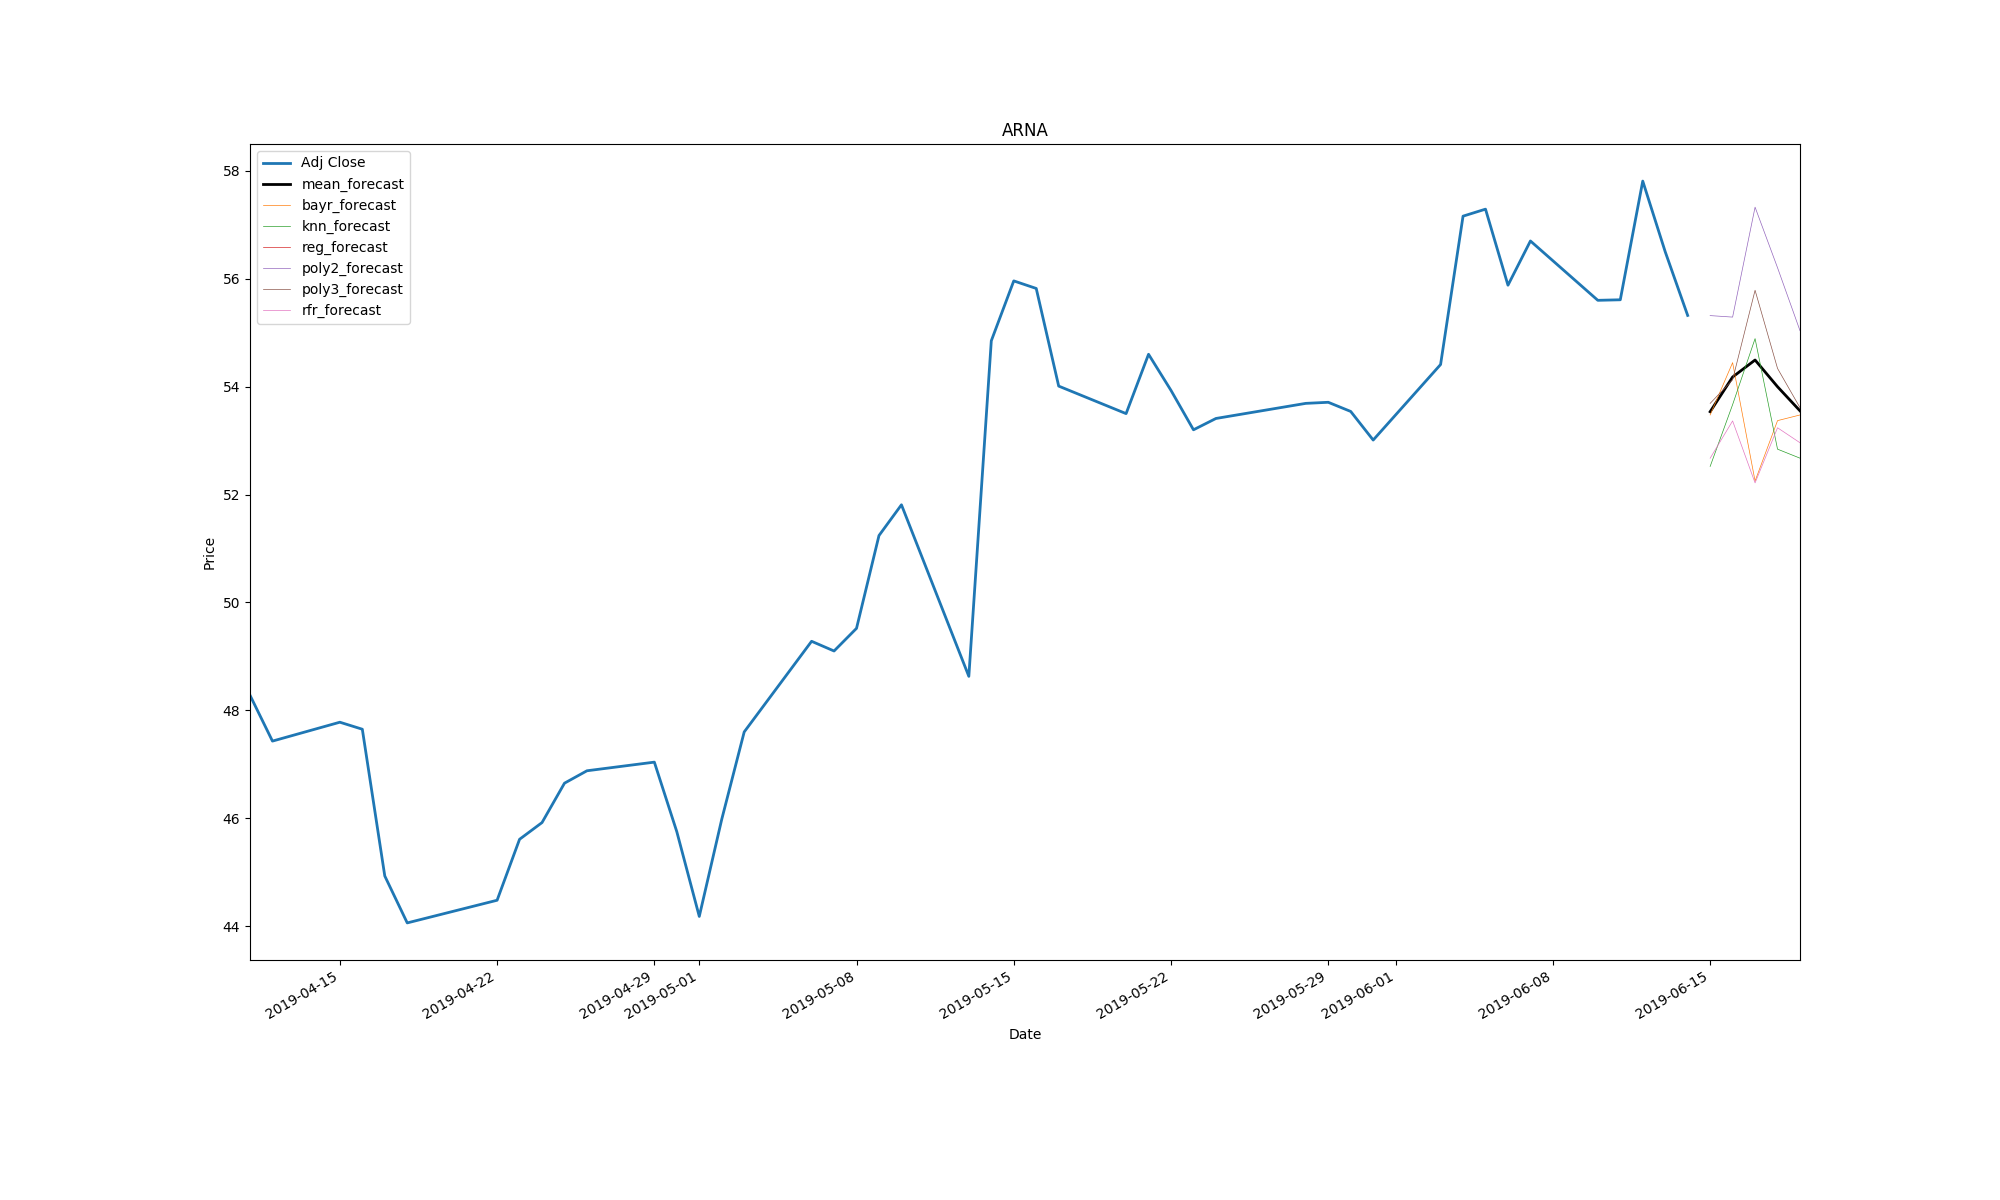 ARNA
Adj Close
mean_forecast
bayr_forecast
knn_forecast
reg_forecast
poly2_forecast
poly3_forecast
rfr_forecast
58
56
54
52
50
48
46
44
Price
2019-04-15
2019-04-22
2019-04-29
2019-05-01
2019-05-08
2019-05-15
2019-05-22
2019-05-29
2019-06-01
2019-06-08
2019-06-15
Date